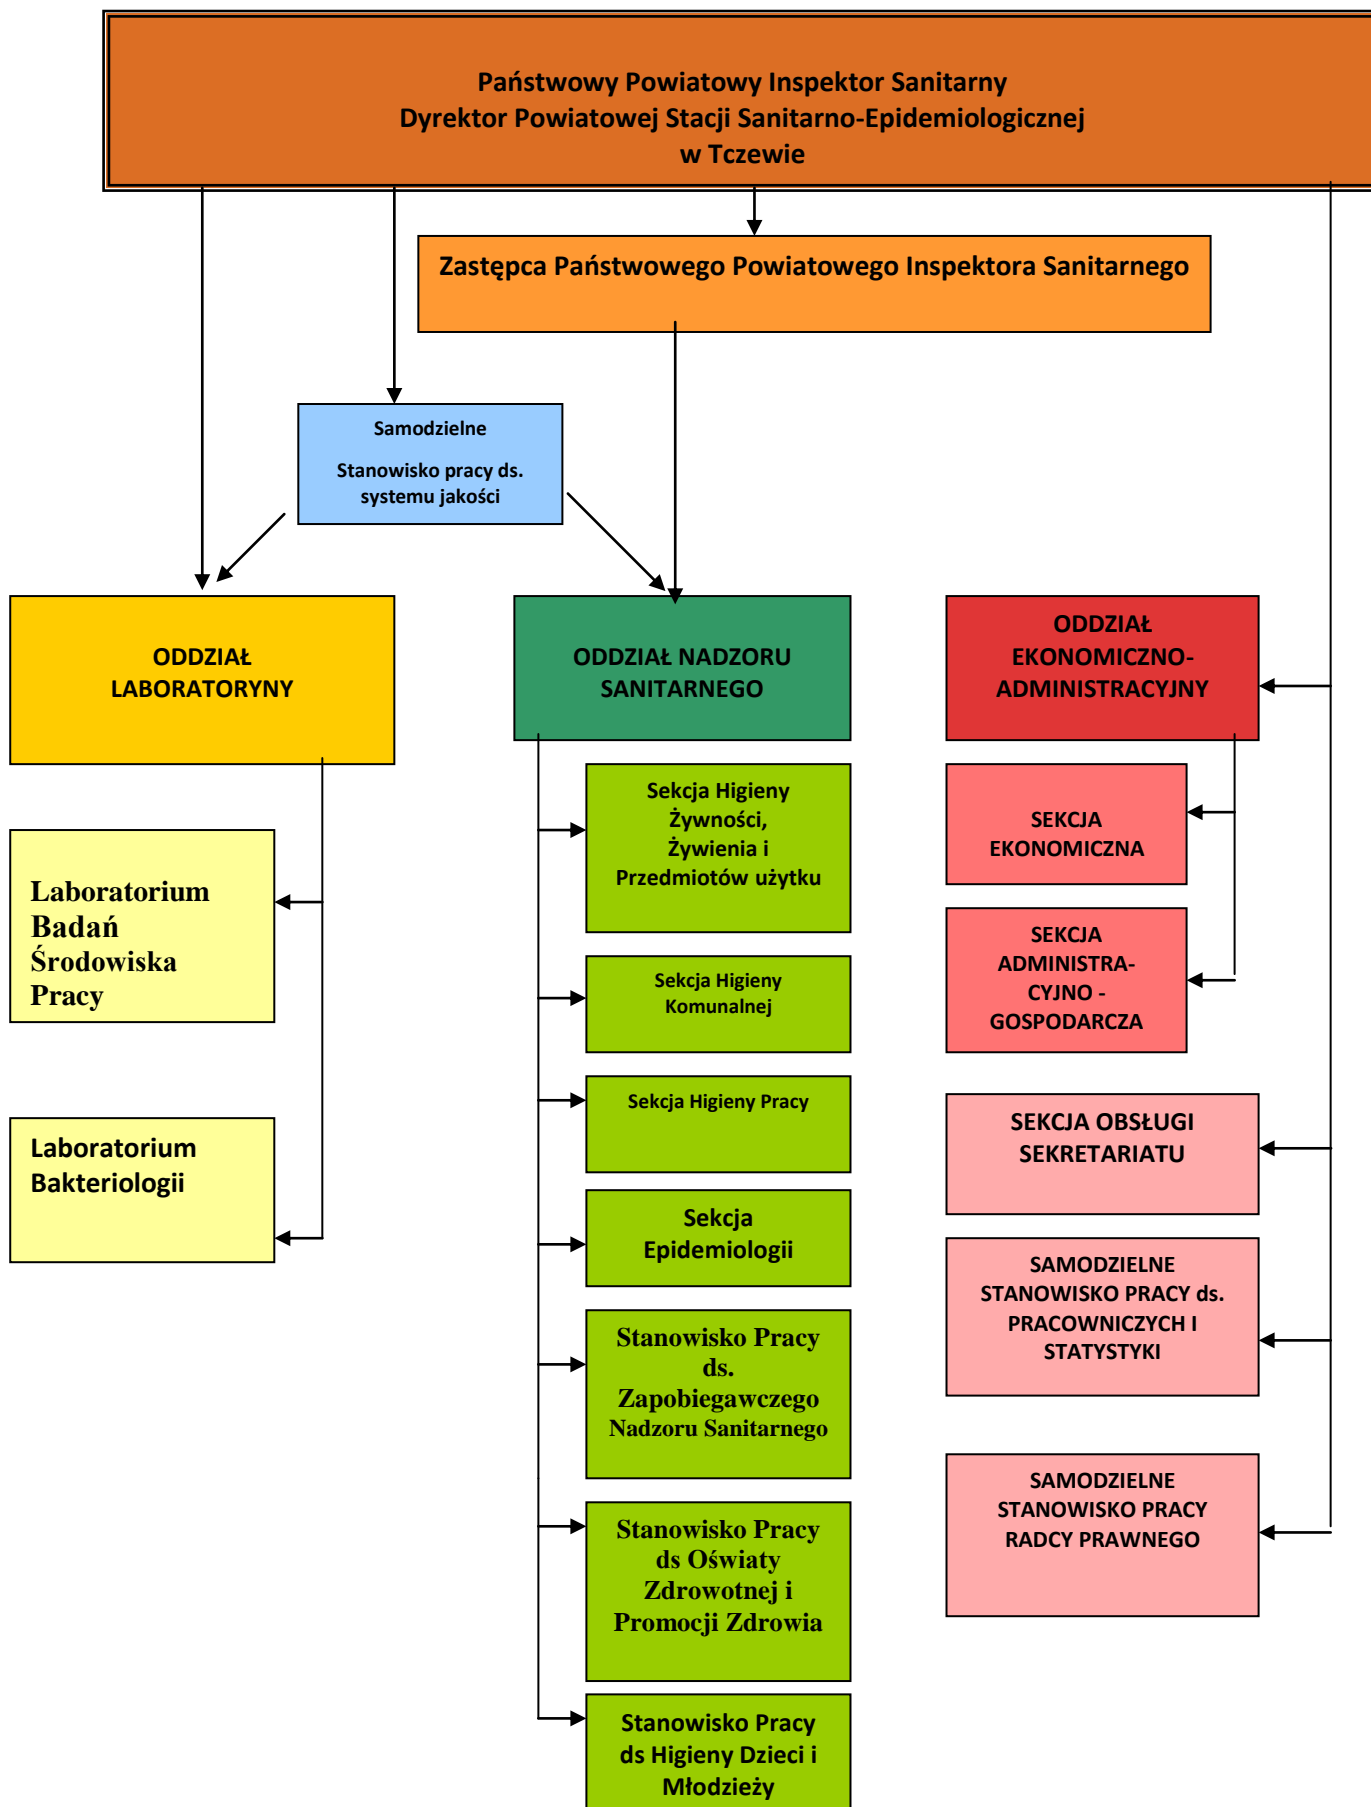 Państwowy Powiatowy Inspektor Sanitarny
Dyrektor Powiatowej Stacji Sanitarno-Epidemiologicznej
w Tczewie
Zastępca Państwowego Powiatowego Inspektora Sanitarnego
Samodzielne
Stanowisko pracy ds.
systemu jakości
ODDZIAŁ
LABORATORYNY
Laboratorium
Badań
Środowiska
Pracy
Laboratorium
Bakteriologii
ODDZIAŁ NADZORU
SANITARNEGO
Sekcja Higieny
Żywności,
Żywienia i
Przedmiotów użytku
Sekcja Higieny
Komunalnej
Sekcja Higieny Pracy
Sekcja
Epidemiologii
Stanowisko Pracy
ds.
Zapobiegawczego
Nadzoru Sanitarnego
Stanowisko Pracy
ds Oświaty
Zdrowotnej i
Promocji Zdrowia
Stanowisko Pracy
ds Higieny Dzieci i
Młodzieży
ODDZIAŁ
EKONOMICZNO-
ADMINISTRACYJNY
SEKCJA
EKONOMICZNA
SEKCJA
ADMINISTRA-
CYJNO -
GOSPODARCZA
SEKCJA OBSŁUGI
SEKRETARIATU
SAMODZIELNE
STANOWISKO PRACY ds.
PRACOWNICZYCH I
STATYSTYKI
SAMODZIELNE
STANOWISKO PRACY
RADCY PRAWNEGO